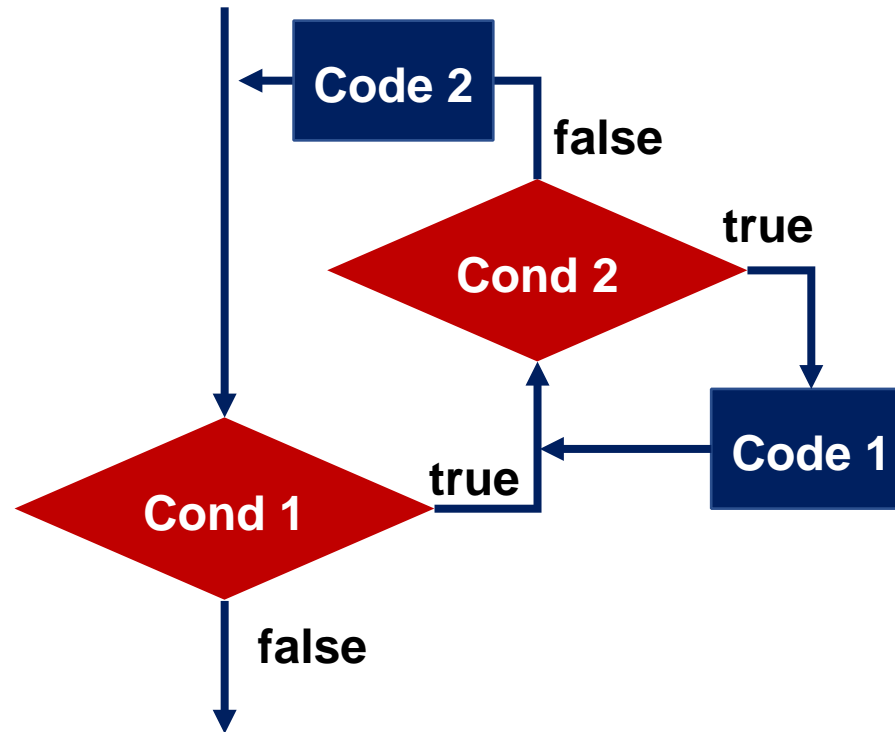 Code 2
false
true
Cond 2
Code 1
true
Cond 1
false